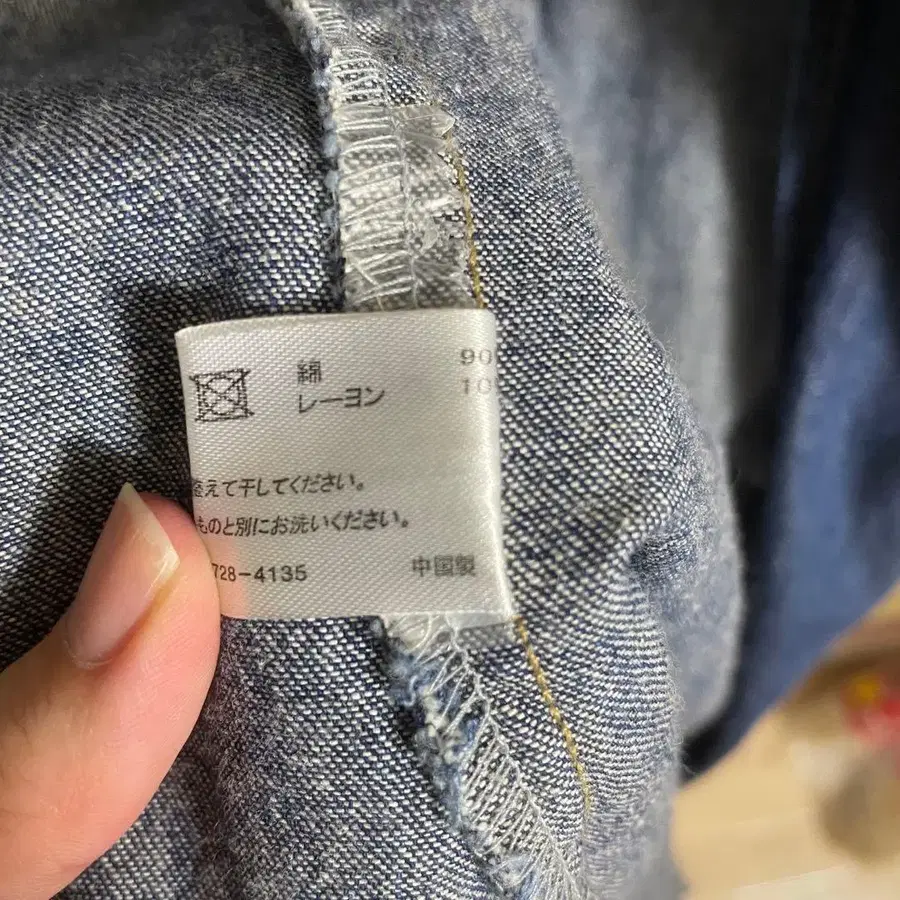 綿 90
レーヨン 10
えて干してください。
ものと別にお洗いください。
728-4135 中国製